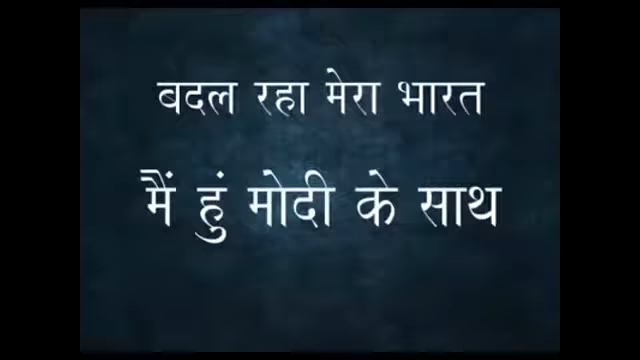 बदल रहा मेरा भारत
मैं हुं मोदी के साथ